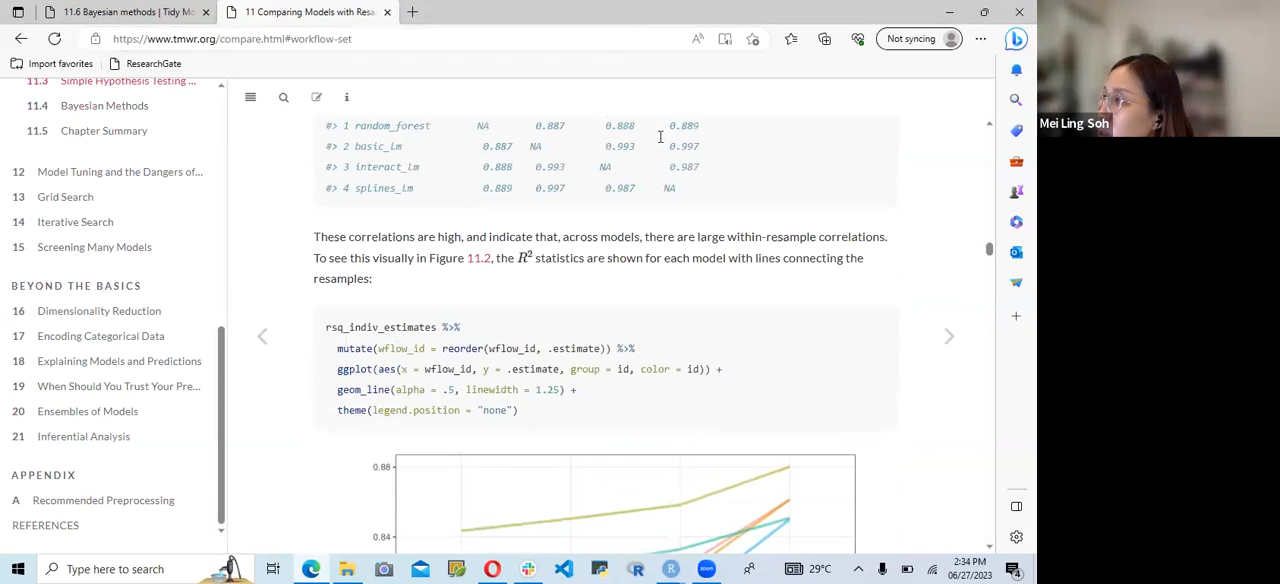 11.6 Bayesian methods | Tidy Mo
11 Comparing Models with Resa
https://www.tmwr.org/compare.html#workflow-set
Not syncing
Import favorites
ResearchGate
11.3 Simple Hypothesis Testing ...
11.4 Bayesian Methods
11.5 Chapter Summary
12 Model Tuning and the Dangers of...
13 Grid Search
14 Iterative Search
15 Screening Many Models
BEYOND THE BASICS
16 Dimensionality Reduction
17 Encoding Categorical Data
18 Explaining Models and Predictions
19 When Should You Trust Your Pre...
20 Ensembles of Models
21 Inferential Analysis
APPENDIX
A Recommended Preprocessing
REFERENCES
#> 1 random_forest NA 0.887 0.888 0.889
#> 2 basic_lm 0.887 NA 0.993 0.997
#> 3 interact_lm 0.888 0.993 NA 0.987
#> 4 splines_lm 0.889 0.997 0.987 NA
These correlations are high, and indicate that, across models, there are large within-resample correlations.
To see this visually in Figure 11.2, the R² statistics are shown for each model with lines connecting the
resamples:
rsq_indiv_estimates %>%
mutate(wflow_id = reorder(wflow_id, .estimate)) %>%
ggplot(aes(x = wflow_id, y = .estimate, group = id, color = id)) +
geom_line(alpha = .5, linewidth = 1.25) +
theme(legend.position = "none")
0.88
0.84
Mei Ling Soh
Type here to search
29°C
2:34 PM
06/27/2023
4